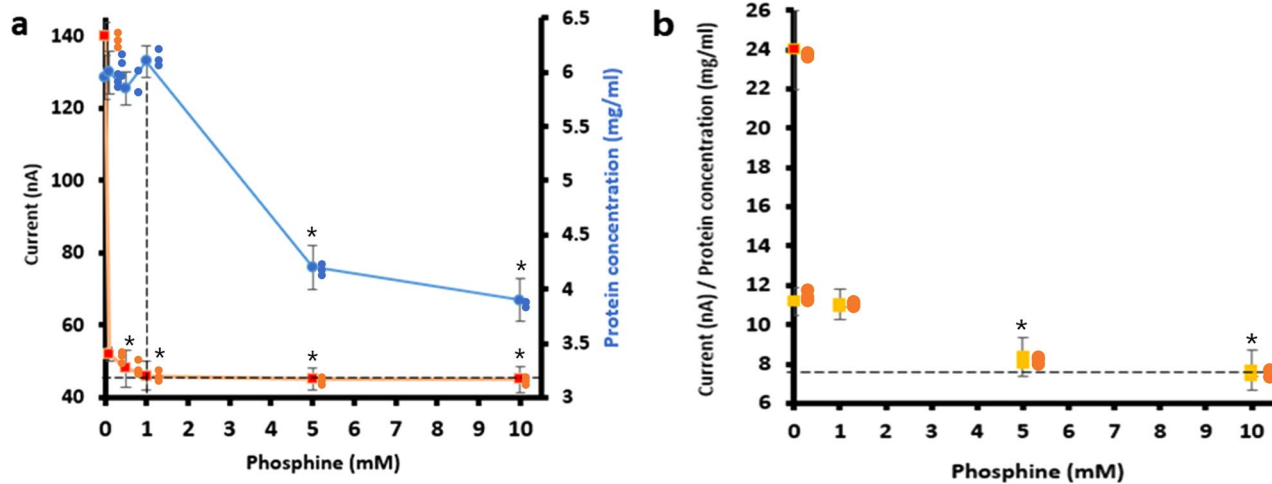 a
Current (nA)
140
120
100
80
60
40
6.5
6
5.5
5
4.5
4
3.5
3
Protein concentration (mg/ml)
* * * * * *
0 1 2 3 4 5 6 7 8 9 10
Phosphine (mM)
b
Current (nA) / Protein concentration (mg/ml)
26
24
22
20
18
16
14
12
10
8
6
* *
0 1 2 3 4 5 6 7 8 9 10
Phosphine (mM)